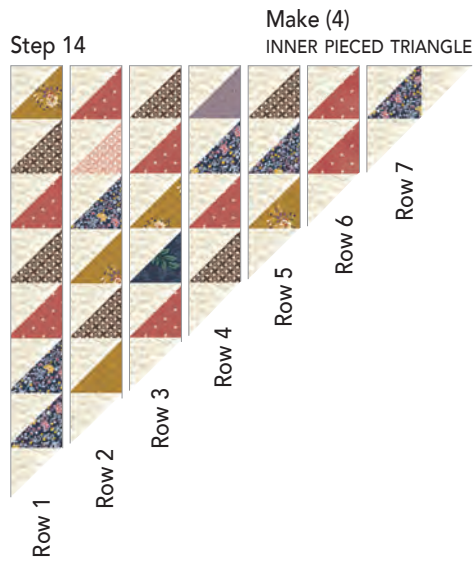 Step 14
Make (4)
INNER PIECED TRIANGLE
Row 1
Row 2
Row 3
Row 4
Row 5
Row 6
Row 7